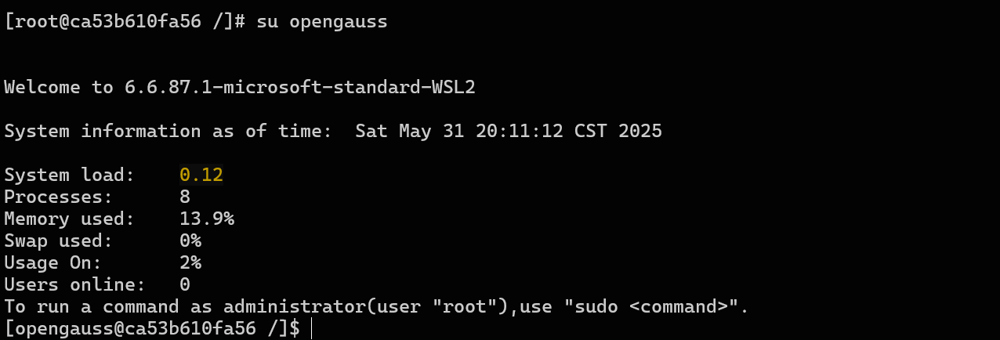 [root@ca53b610fa56 /]# su opengauss
Welcome to 6.6.87.1-microsoft-standard-WSL2
System information as of time:  Sat May 31 20:11:12 CST 2025
System load:    0.12
Processes:      8
Memory used:    13.9%
Swap used:      0%
Usage On:       2%
Users online:   0
To run a command as administrator(user "root"),use "sudo <command>".
[opengauss@ca53b610fa56 /]$